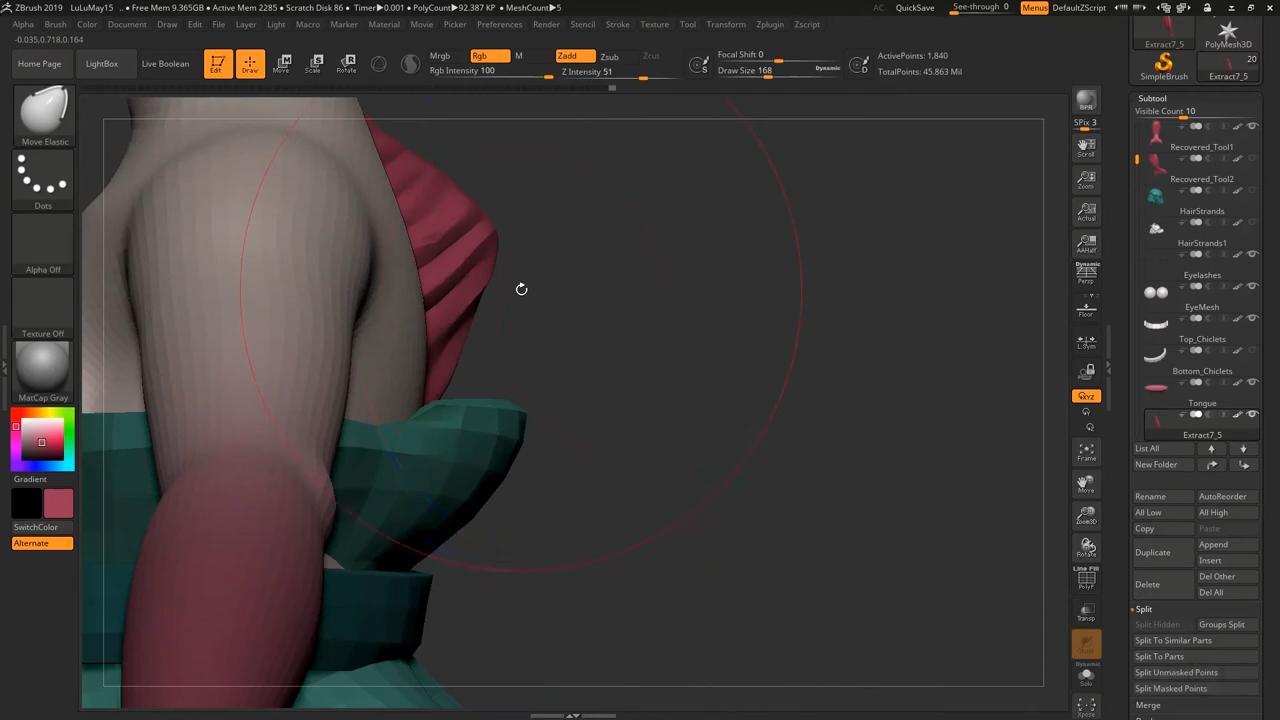 ZBrush 2019 LuLuMay15 .. • Free Mem 9.365GB • Active Mem 2288 • Scratch Disk 86 • Timer▶0.001 • PolyCount▶92.387 KP • MeshCount▶5
AC QuickSave See-through 0 Menus DefaultZScript
Alpha Brush Color Document Draw Edit File Layer Light Macro Marker Material Movie Picker Preferences Render Stencil Stroke Texture Tool Transform Zplugin Zscript
-0.035,0.718,0.164
Home Page LightBox Live Boolean
Edit Draw Move Scale Rotate
Mrgb Rgb M Zadd Zsub Zcut
Rgb Intensity 100 Z Intensity 51
Focal Shift 0
Draw Size 168 Dynamic
S D
ActivePoints: 1,840
TotalPoints: 45.863 Mil
Move Elastic
Dots
Alpha Off
Texture Off
MatCap Gray
Gradient
SwitchColor
Alternate
BPR
SPix 3
Scroll
Zoom
Actual
AAHalf
Dynamic
Persp
Floor
L.Sym
XYZ
Frame
Move
Zoom3D
Rotate
Line Fill
PolyF
Transp
Dynamic
Solo
Xpose
Extract7_5 PolyMesh3D
20
SimpleBrush Extract7_5
Subtool
Visible Count 10
Recovered_Tool1
Recovered_Tool2
HairStrands
HairStrands1
Eyelashes
EyeMesh
Top_Chiclets
Bottom_Chiclets
Tongue
Extract7_5
List All
New Folder
Rename AutoReorder
All Low All High
Copy Paste
Duplicate Append
Insert
Delete Del Other
Del All
Split
Split Hidden Groups Split
Split To Similar Parts
Split To Parts
Split Unmasked Points
Split Masked Points
Merge